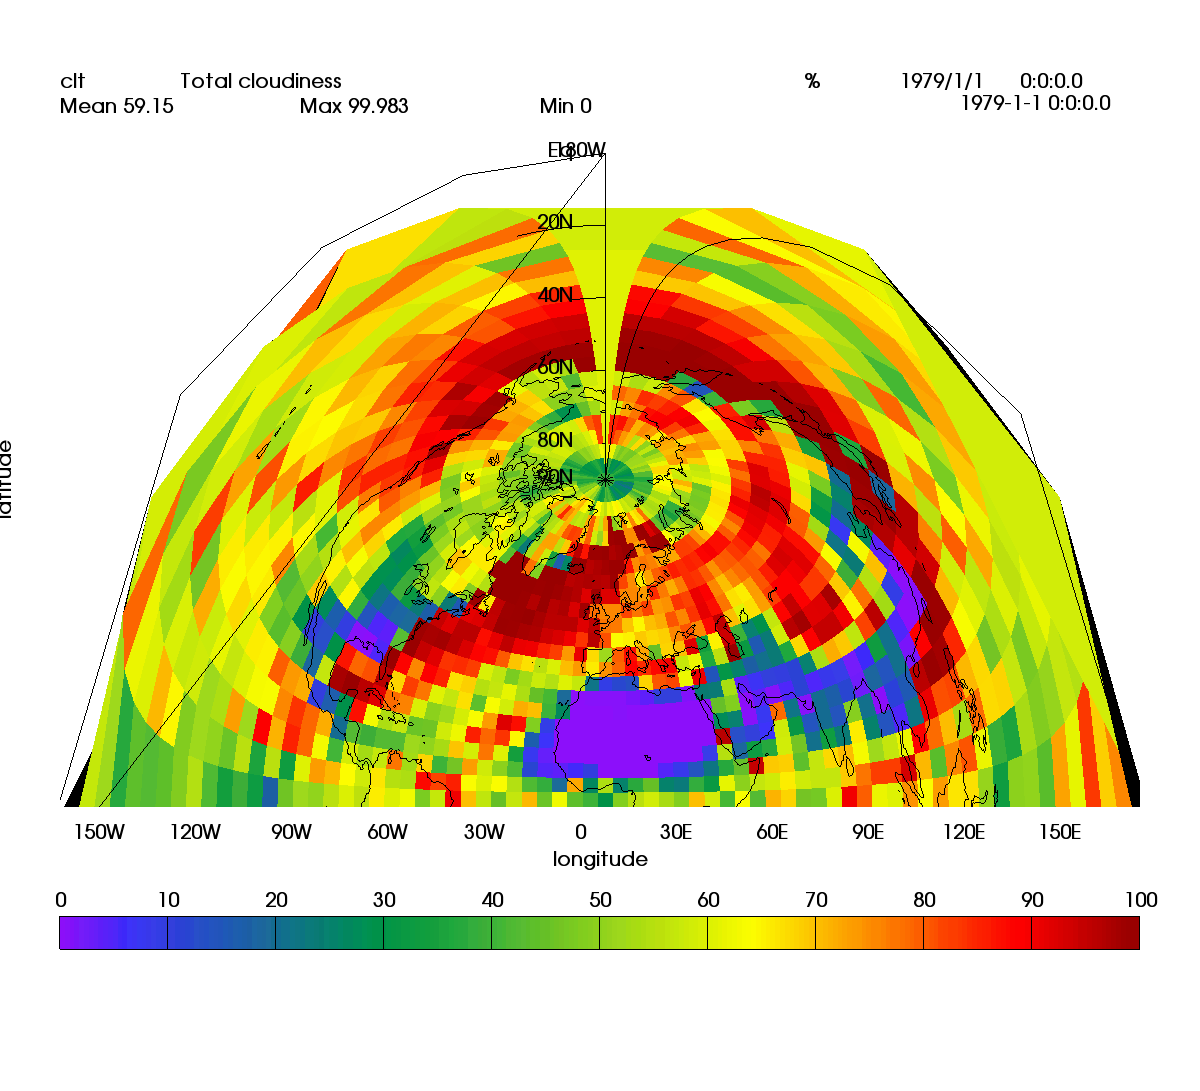 clt Total cloudiness % 1979/1/1 0:0:0.0
Mean 59.15 Max 99.983 Min 0 1979-1-1 0:0:0.0
180W
20N
40N
60N
80N
90N
latitude
150W 120W 90W 60W 30W 0 30E 60E 90E 120E 150E
longitude
0 10 20 30 40 50 60 70 80 90 100